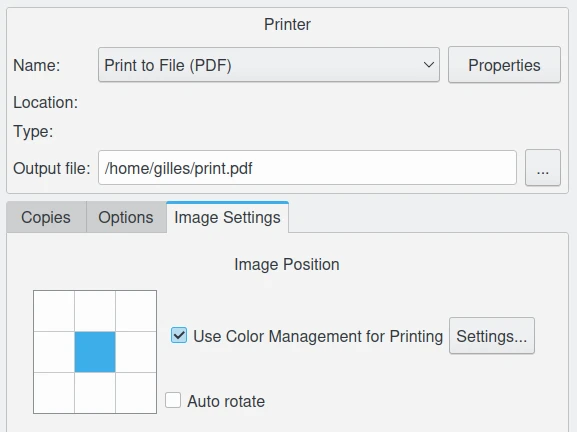 Printer
Name: Print to File (PDF) Properties
Location:
Type:
Output file: /home/gilles/print.pdf ...
Copies Options Image Settings
Image Position
Use Color Management for Printing Settings...
Auto rotate